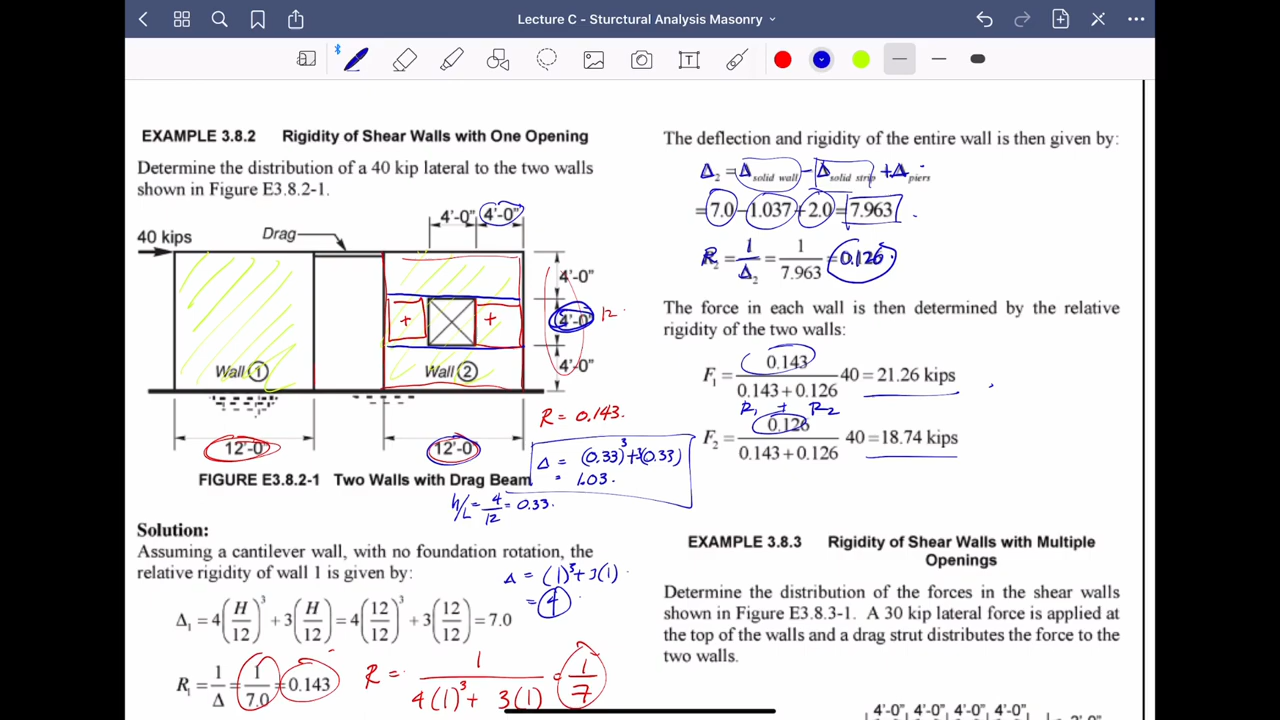 Lecture C - Sturctural Analysis Masonry
EXAMPLE 3.8.2 Rigidity of Shear Walls with One Opening
Determine the distribution of a 40 kip lateral to the two walls
shown in Figure E3.8.2-1.
4'-0" 4'-0"
40 kips
Drag
4'-0"
4'-0" 12
4'-0"
+ +
Wall 1
Wall 2
R = 0.143.
12'-0
12'-0"
Δ = (0.33)³+3(0.33)
= 1.03.
FIGURE E3.8.2-1 Two Walls with Drag Beam
h/L = 4/12 = 0.33.
Solution:
Assuming a cantilever wall, with no foundation rotation, the
relative rigidity of wall 1 is given by:
Δ = (1)³+3(1)
= 4
Δ₁ = 4(H/12)³ + 3(H/12) = 4(12/12)³ + 3(12/12) = 7.0
R₁ = 1/Δ = 1/7.0 = 0.143
R = 1/(4(1)³ + 3(1)) = 1/7
The deflection and rigidity of the entire wall is then given by:
Δ₂ = Δ solid wall − Δ solid strip + Δ piers
= 7.0 − 1.037 + 2.0 = 7.963
R₂ = 1/Δ₂ = 1/7.963 = 0.126
The force in each wall is then determined by the relative
rigidity of the two walls:
F₁ = 0.143/(0.143+0.126) 40 = 21.26 kips
R₁ + R₂
F₂ = 0.126/(0.143+0.126) 40 = 18.74 kips
EXAMPLE 3.8.3 Rigidity of Shear Walls with Multiple
Openings
Determine the distribution of the forces in the shear walls
shown in Figure E3.8.3-1. A 30 kip lateral force is applied at
the top of the walls and a drag strut distributes the force to the
two walls.
4'-0" 4'-0" 4'-0" 4'-0"